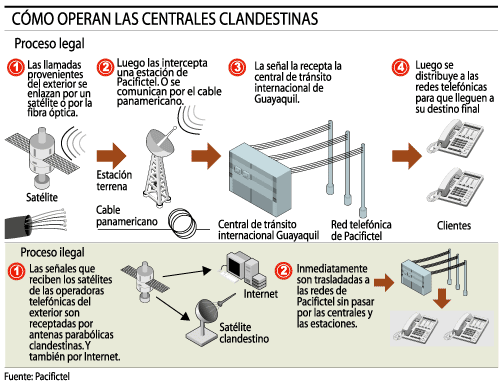 CÓMO OPERAN LAS CENTRALES CLANDESTINAS
Proceso legal
1 Las llamadas
provenientes
del exterior se
enlazan por un
satélite o por la
fibra óptica.
2 Luego las intercepta
una estación de
Pacifictel. O se
comunican por el cable
panamericano.
3 La señal la recepta la
central de tránsito
internacional de
Guayaquil.
4 Luego se
distribuye a las
redes telefónicas
para que lleguen a
su destino final
Satélite
Estación
terrena
Cable
panamericano
Central de tránsito
internacional Guayaquil
Red telefónica
de Pacifictel
Clientes
Proceso ilegal
1 Las señales que
reciben los satélites
de las operadoras
telefónicas del
exterior son
receptadas por
antenas parabólicas
clandestinas. Y
también por Internet.
Internet
Satélite
clandestino
2 Inmediatamente
son trasladadas a
las redes de
Pacifictel sin pasar
por las centrales y
las estaciones.
Fuente: Pacifictel